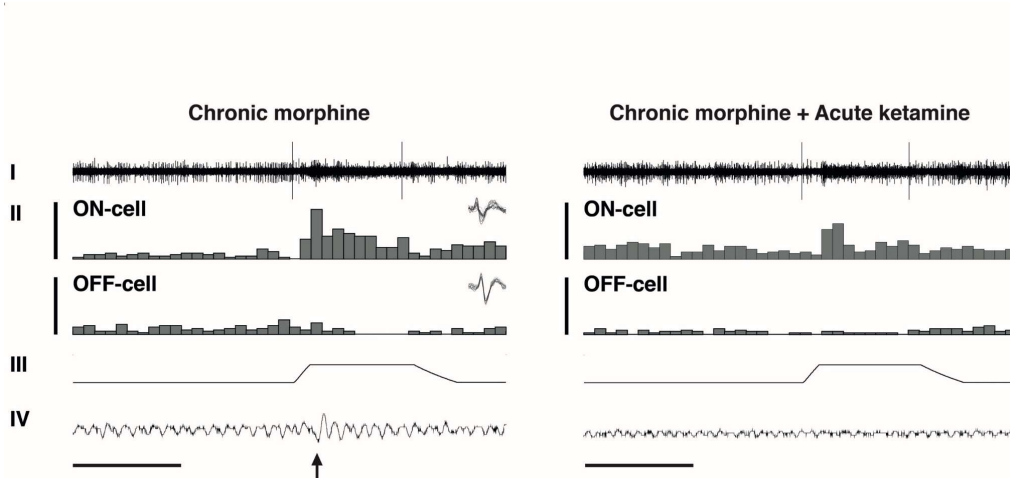 Chronic morphine
Chronic morphine + Acute ketamine
I
II
ON-cell
ON-cell
OFF-cell
OFF-cell
III
IV